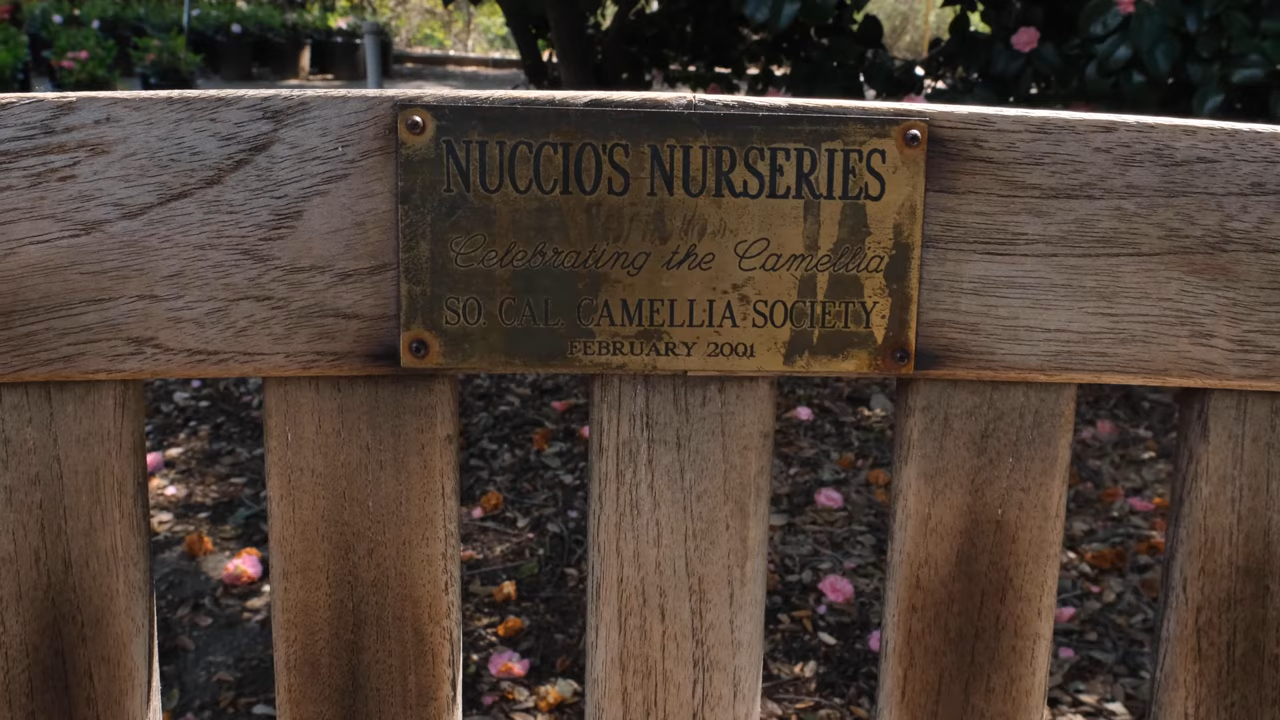 NUCCIO'S NURSERIES
Celebrating the Camellia
SO. CAL. CAMELLIA SOCIETY
FEBRUARY 2001